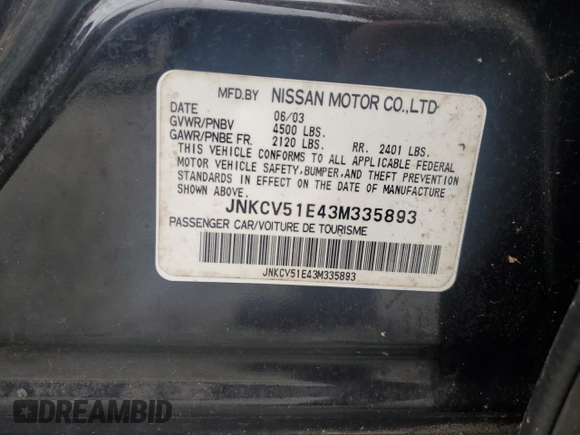 MFD.BY NISSAN MOTOR CO.,LTD
DATE 06/03
GVWR/PNBV 4500 LBS.
GAWR/PNBE FR. 2120 LBS. RR. 2401 LBS.
THIS VEHICLE CONFORMS TO ALL APPLICABLE FEDERAL
MOTOR VEHICLE SAFETY, BUMPER, AND THEFT PREVENTION
STANDARDS IN EFFECT ON THE DATE OF MANUFACTURE
SHOWN ABOVE.
JNKCV51E43M335893
PASSENGER CAR/VOITURE DE TOURISME
JNKCV51E43M335893
DREAMBID